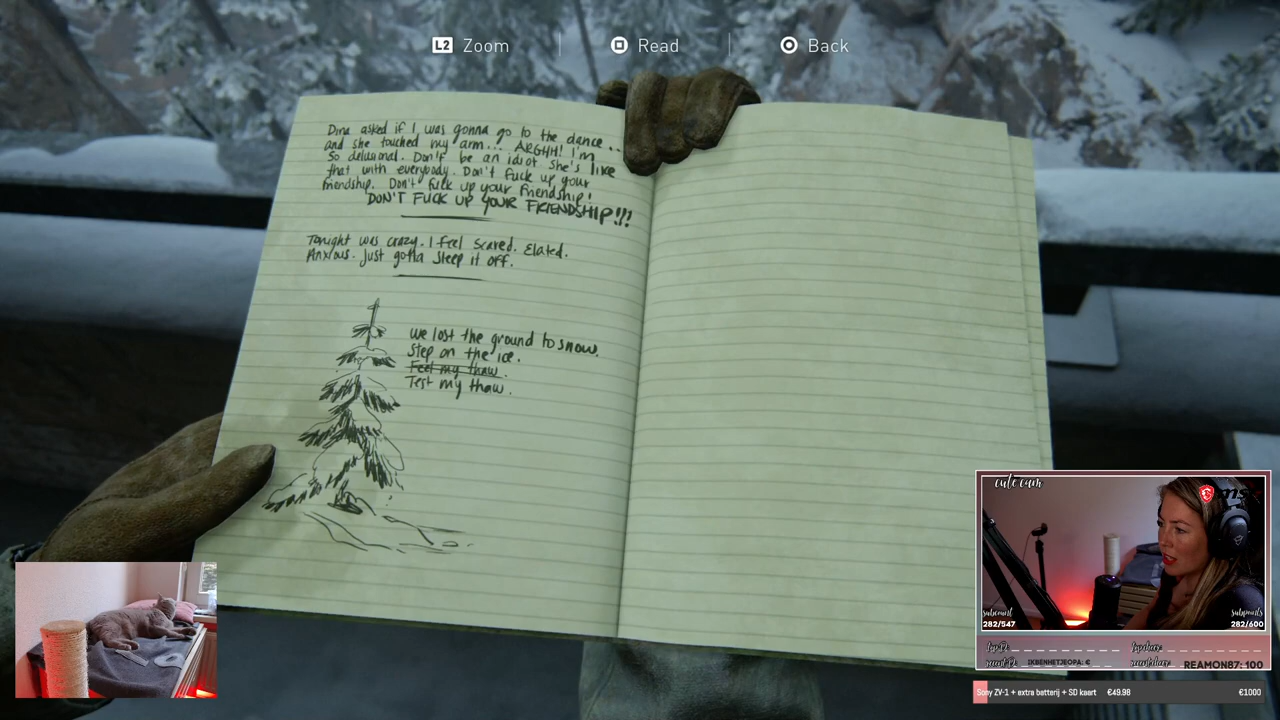 L2 Zoom
Read
Back
Dina asked if I was gonna go to the dance...
and she touched my arm... ARGHH! I'm
so delusional. Don't be an idiot. She's like
that with everybody. Don't fuck up your
friendship. Don't fuck up your friendship!
DON'T FUCK UP YOUR FRIENDSHIP!!!
Tonight was crazy. I feel scared. Elated.
Anxious. Just gotta sleep it off.
We lost the ground to snow.
Step on the ice.
Feel my thaw.
Test my thaw.
cute cam
subcount
282/547
subpoints
282/600
IKBENHETJEOPA: €
REAMON87: 100
Sony ZV-1 + extra batterij + SD kaart €49.98 €1000